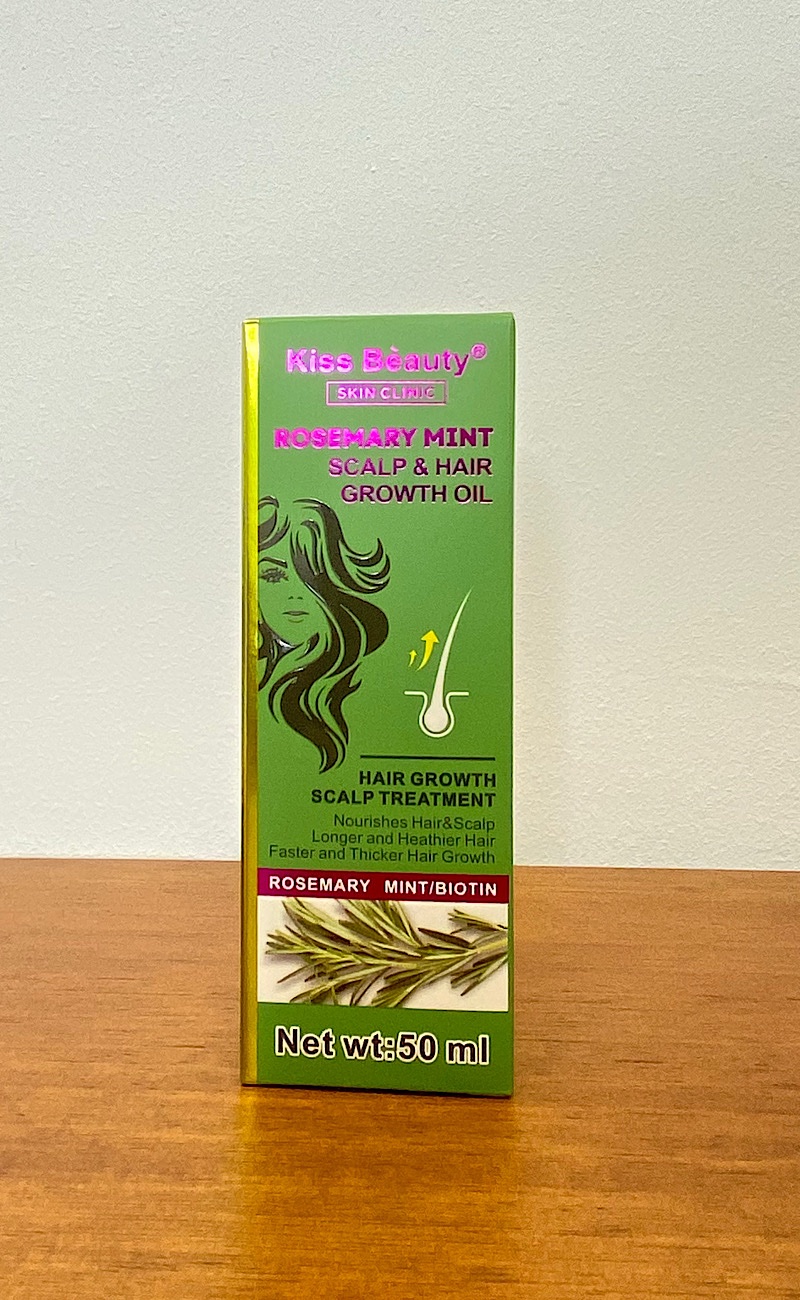 Kiss Bèauty®
SKIN CLINIC
ROSEMARY MINT
SCALP & HAIR
GROWTH OIL
HAIR GROWTH
SCALP TREATMENT
Nourishes Hair&Scalp
Longer and Heathier Hair
Faster and Thicker Hair Growth
ROSEMARY MINT/BIOTIN
Net wt:50 ml